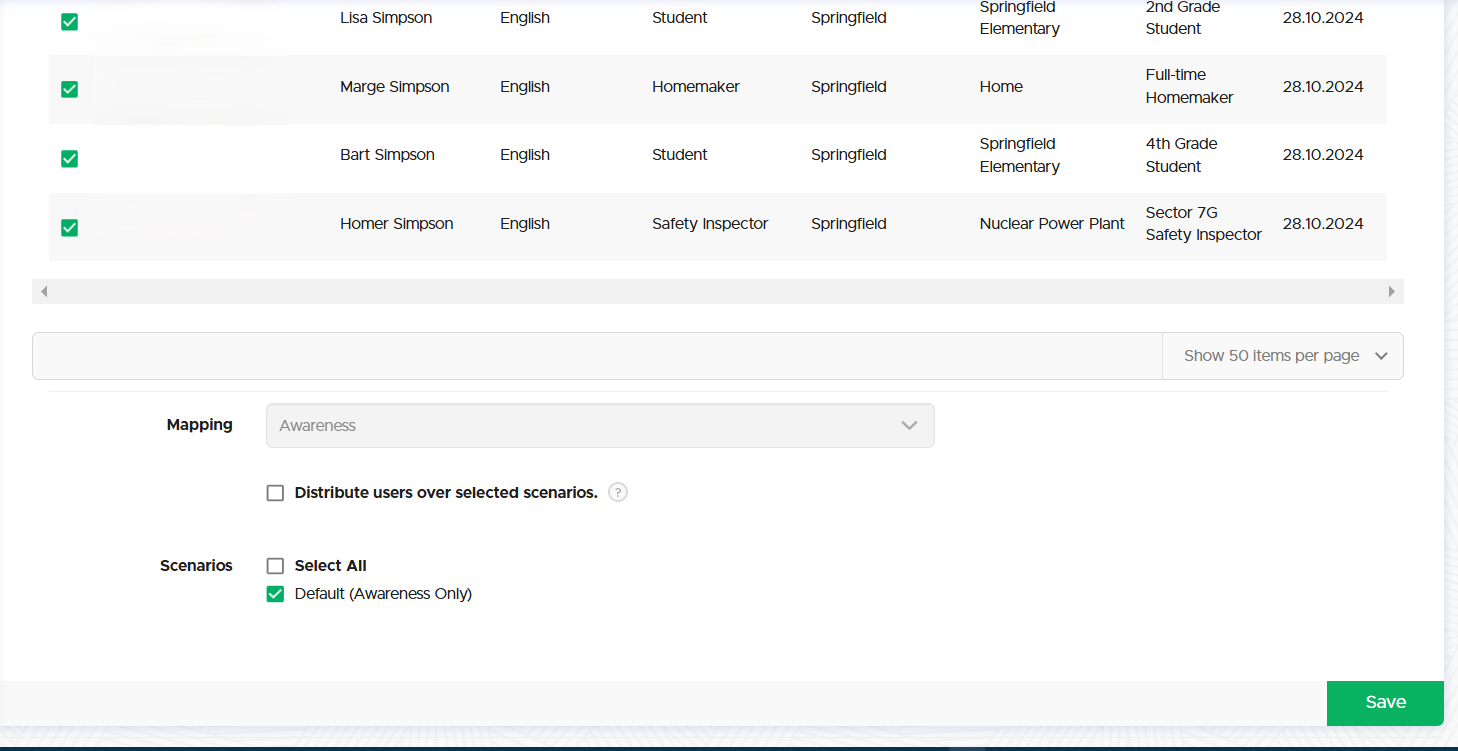 Lisa Simpson English Student Springfield Springfield Elementary 2nd Grade Student 28.10.2024
Marge Simpson English Homemaker Springfield Home Full-time Homemaker 28.10.2024
Bart Simpson English Student Springfield Springfield Elementary 4th Grade Student 28.10.2024
Homer Simpson English Safety Inspector Springfield Nuclear Power Plant Sector 7G Safety Inspector 28.10.2024
Show 50 items per page
Mapping Awareness
Distribute users over selected scenarios. ?
Scenarios Select All
Default (Awareness Only)
Save